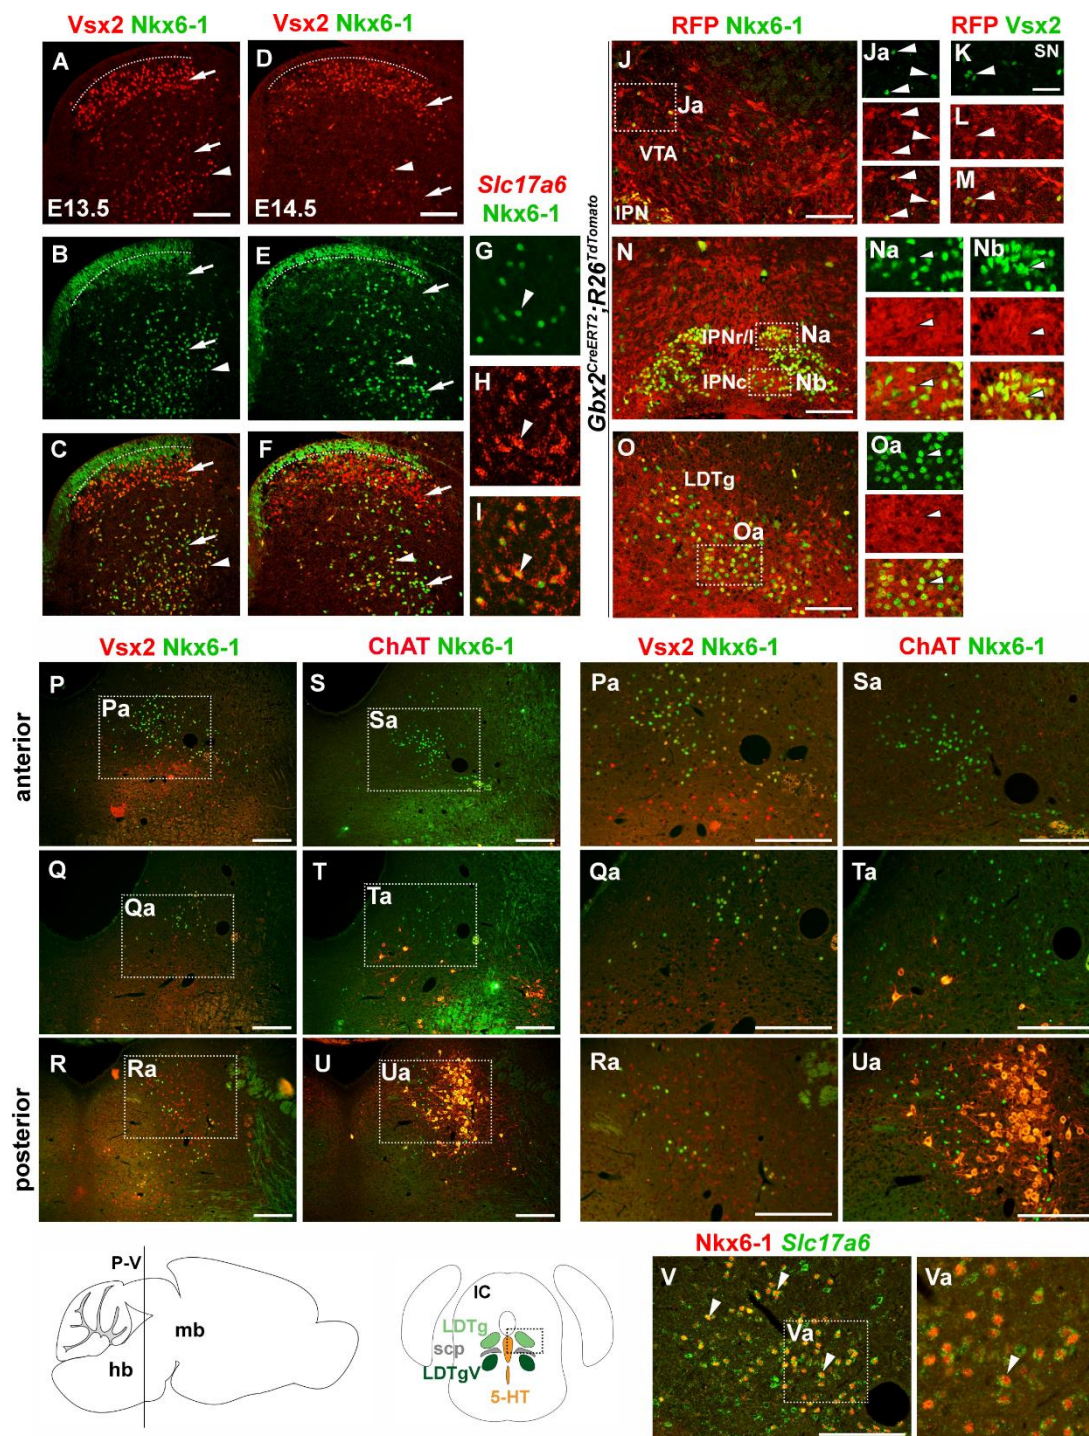 Vsx2 Nkx6-1
Vsx2 Nkx6-1
RFP Nkx6-1
RFP Vsx2
A
E13.5
D
E14.5
B
E
C
F
Slc17a6
Nkx6-1
G
H
I
Gbx2CreERT2;R26TdTomato
J
Ja
VTA
IPN
Ja
K
SN
L
M
N
IPNr/l
Na
IPNc
Nb
Na
Nb
O
LDTg
Oa
Oa
Vsx2 Nkx6-1
ChAT Nkx6-1
Vsx2 Nkx6-1
ChAT Nkx6-1
anterior
P
Pa
S
Sa
Pa
Sa
Q
Qa
T
Ta
Qa
Ta
posterior
R
Ra
U
Ua
Ra
Ua
P-V
mb
hb
IC
LDTg
scp
LDTgV
5-HT
Nkx6-1 Slc17a6
V
Va
Va